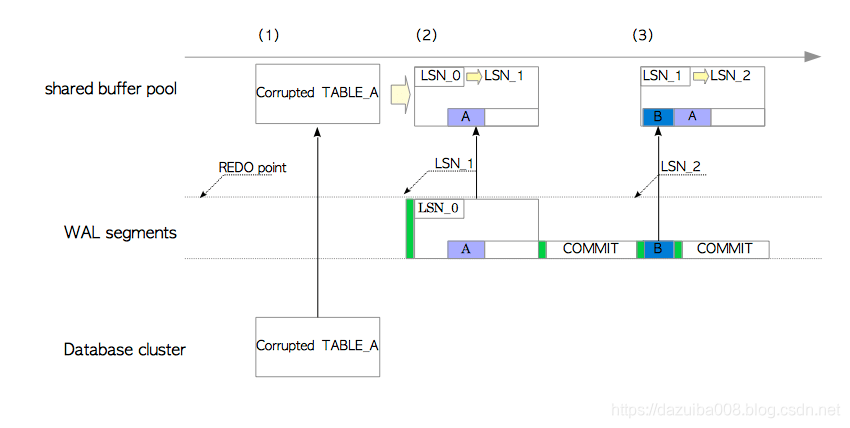 (1) (2) (3)
shared buffer pool
Corrupted TABLE_A
LSN_0 LSN_1
A
LSN_1 LSN_2
B A
REDO point
LSN_1
LSN_2
WAL segments
LSN_0
A
COMMIT
B
COMMIT
Database cluster
Corrupted TABLE_A
https://dazuiba008.blog.csdn.net